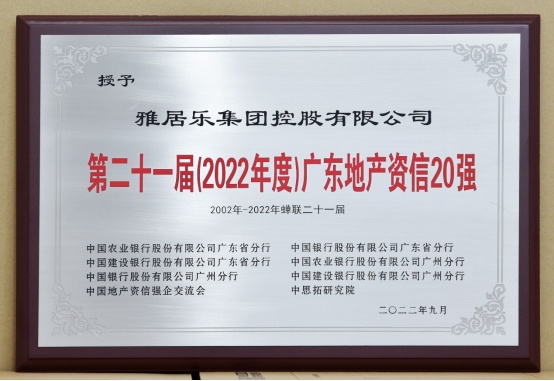 授予
雅居乐集团控股有限公司
第二十一届(2022年度)广东地产资信20强
2002年-2022年蝉联二十一届
中国农业银行股份有限公司广东省分行 中国银行股份有限公司广东省分行
中国建设银行股份有限公司广东省分行 中国农业银行股份有限公司广州分行
中国银行股份有限公司广州分行 中国建设银行股份有限公司广州分行
中国地产资信强企交流会 中思拓研究院
二〇二二年九月